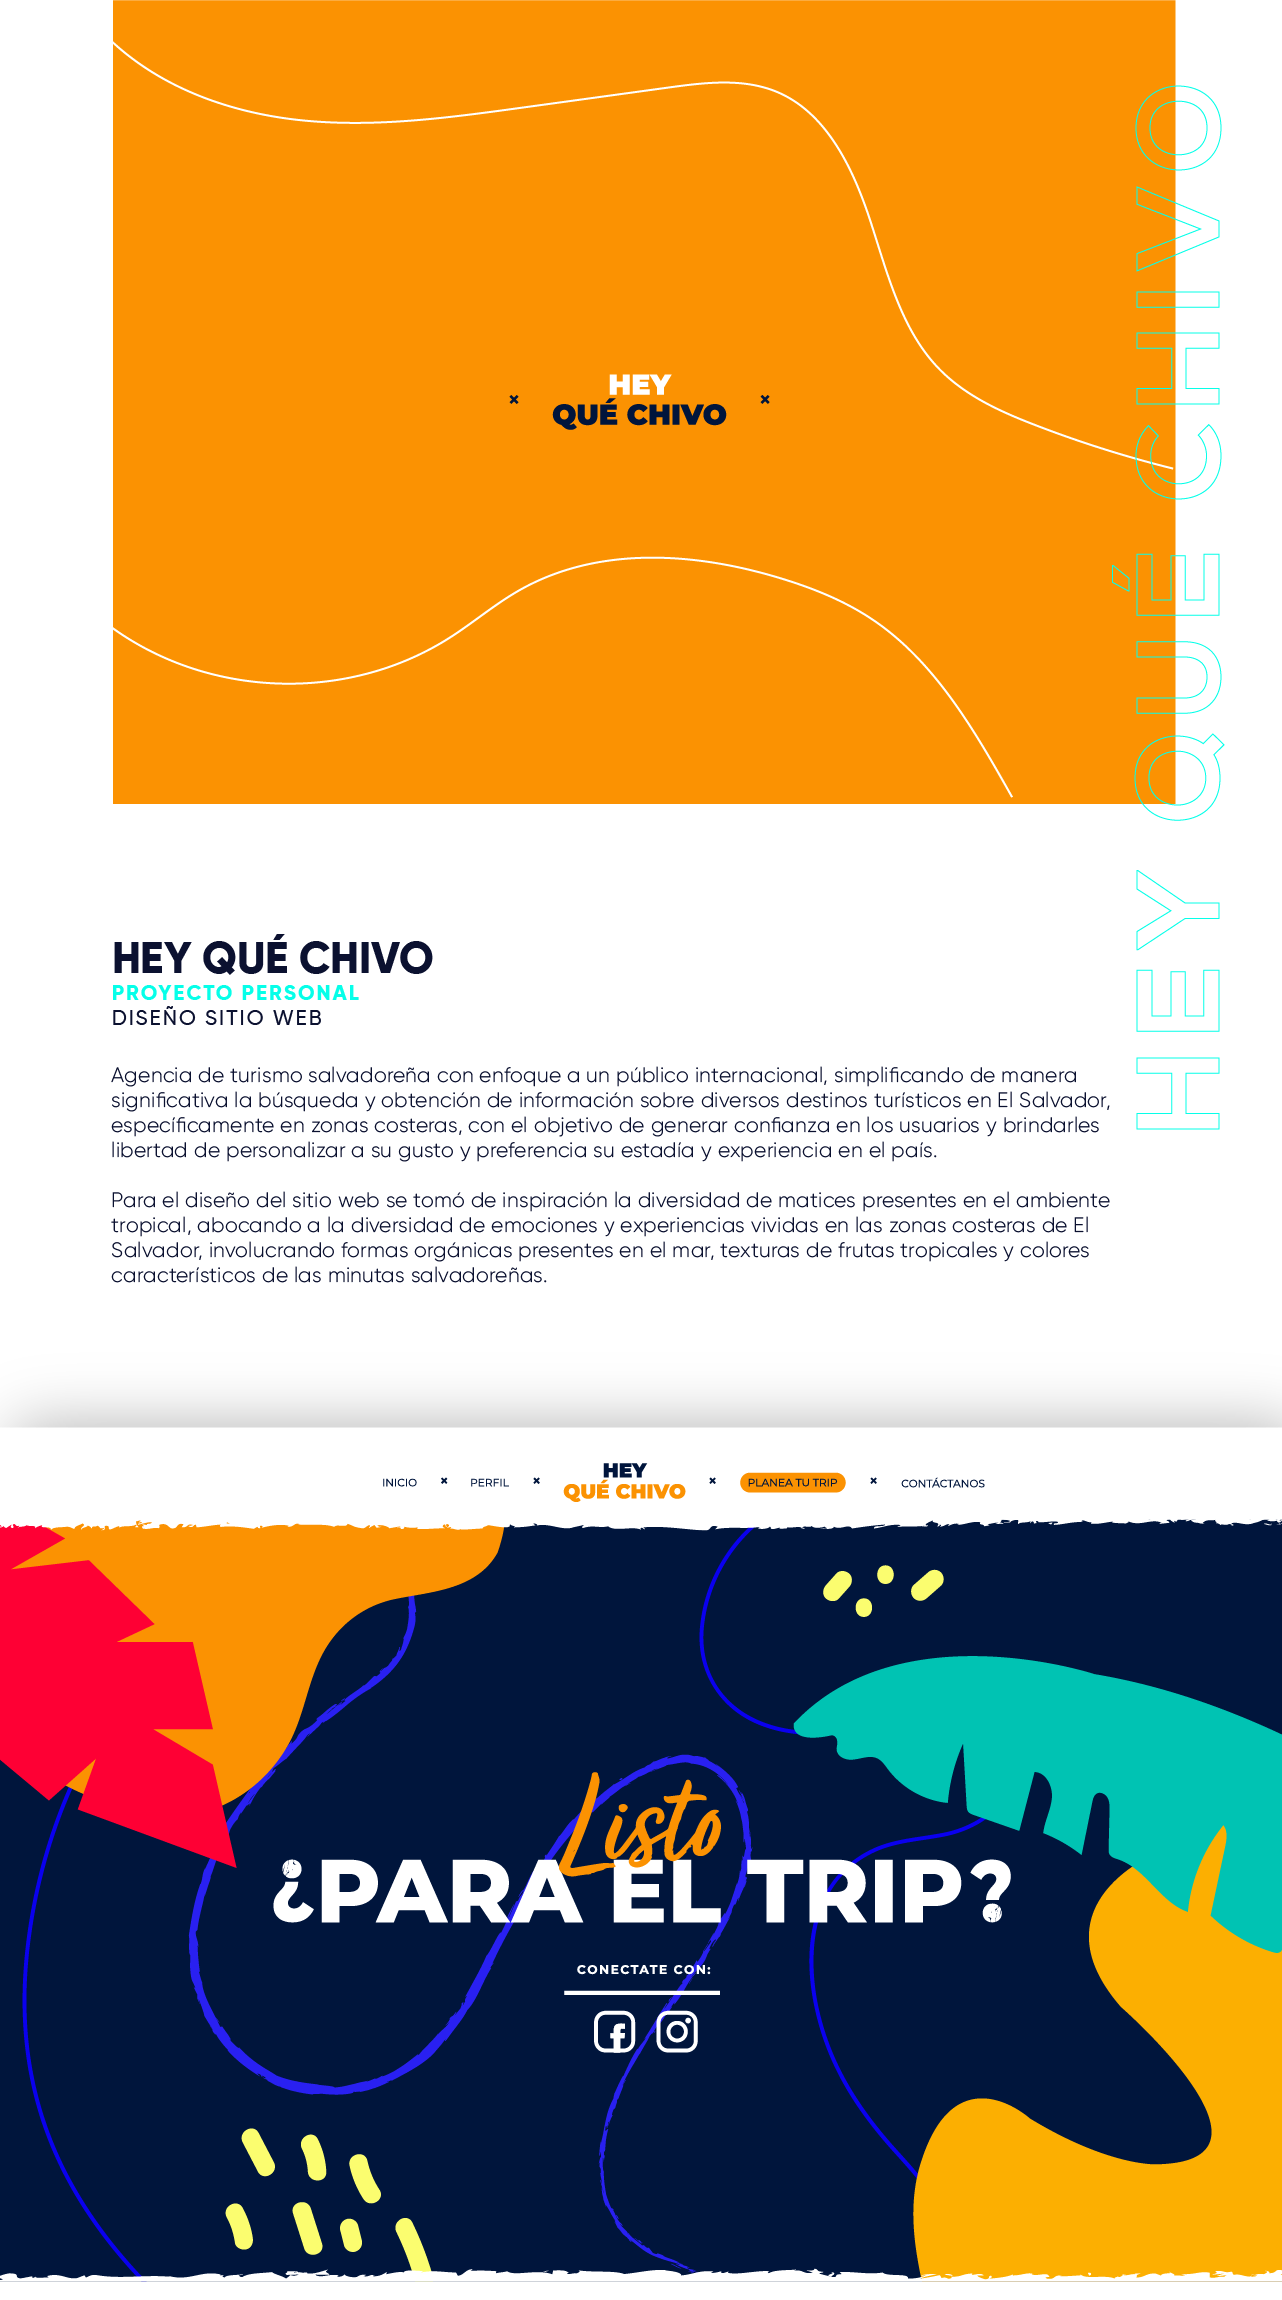 HEY
× QUÉ CHIVO ×
HEY QUÉ CHIVO
HEY QUÉ CHIVO
PROYECTO PERSONAL
DISEÑO SITIO WEB
Agencia de turismo salvadoreña con enfoque a un público internacional, simplificando de manera
significativa la búsqueda y obtención de información sobre diversos destinos turísticos en El Salvador,
específicamente en zonas costeras, con el objetivo de generar confianza en los usuarios y brindarles
libertad de personalizar a su gusto y preferencia su estadía y experiencia en el país.
Para el diseño del sitio web se tomó de inspiración la diversidad de matices presentes en el ambiente
tropical, abocando a la diversidad de emociones y experiencias vividas en las zonas costeras de El
Salvador, involucrando formas orgánicas presentes en el mar, texturas de frutas tropicales y colores
característicos de las minutas salvadoreñas.
INICIO × PERFIL × HEY QUÉ CHIVO × PLANEA TU TRIP × CONTÁCTANOS
Listo
¿PARA EL TRIP?
CONECTATE CON: